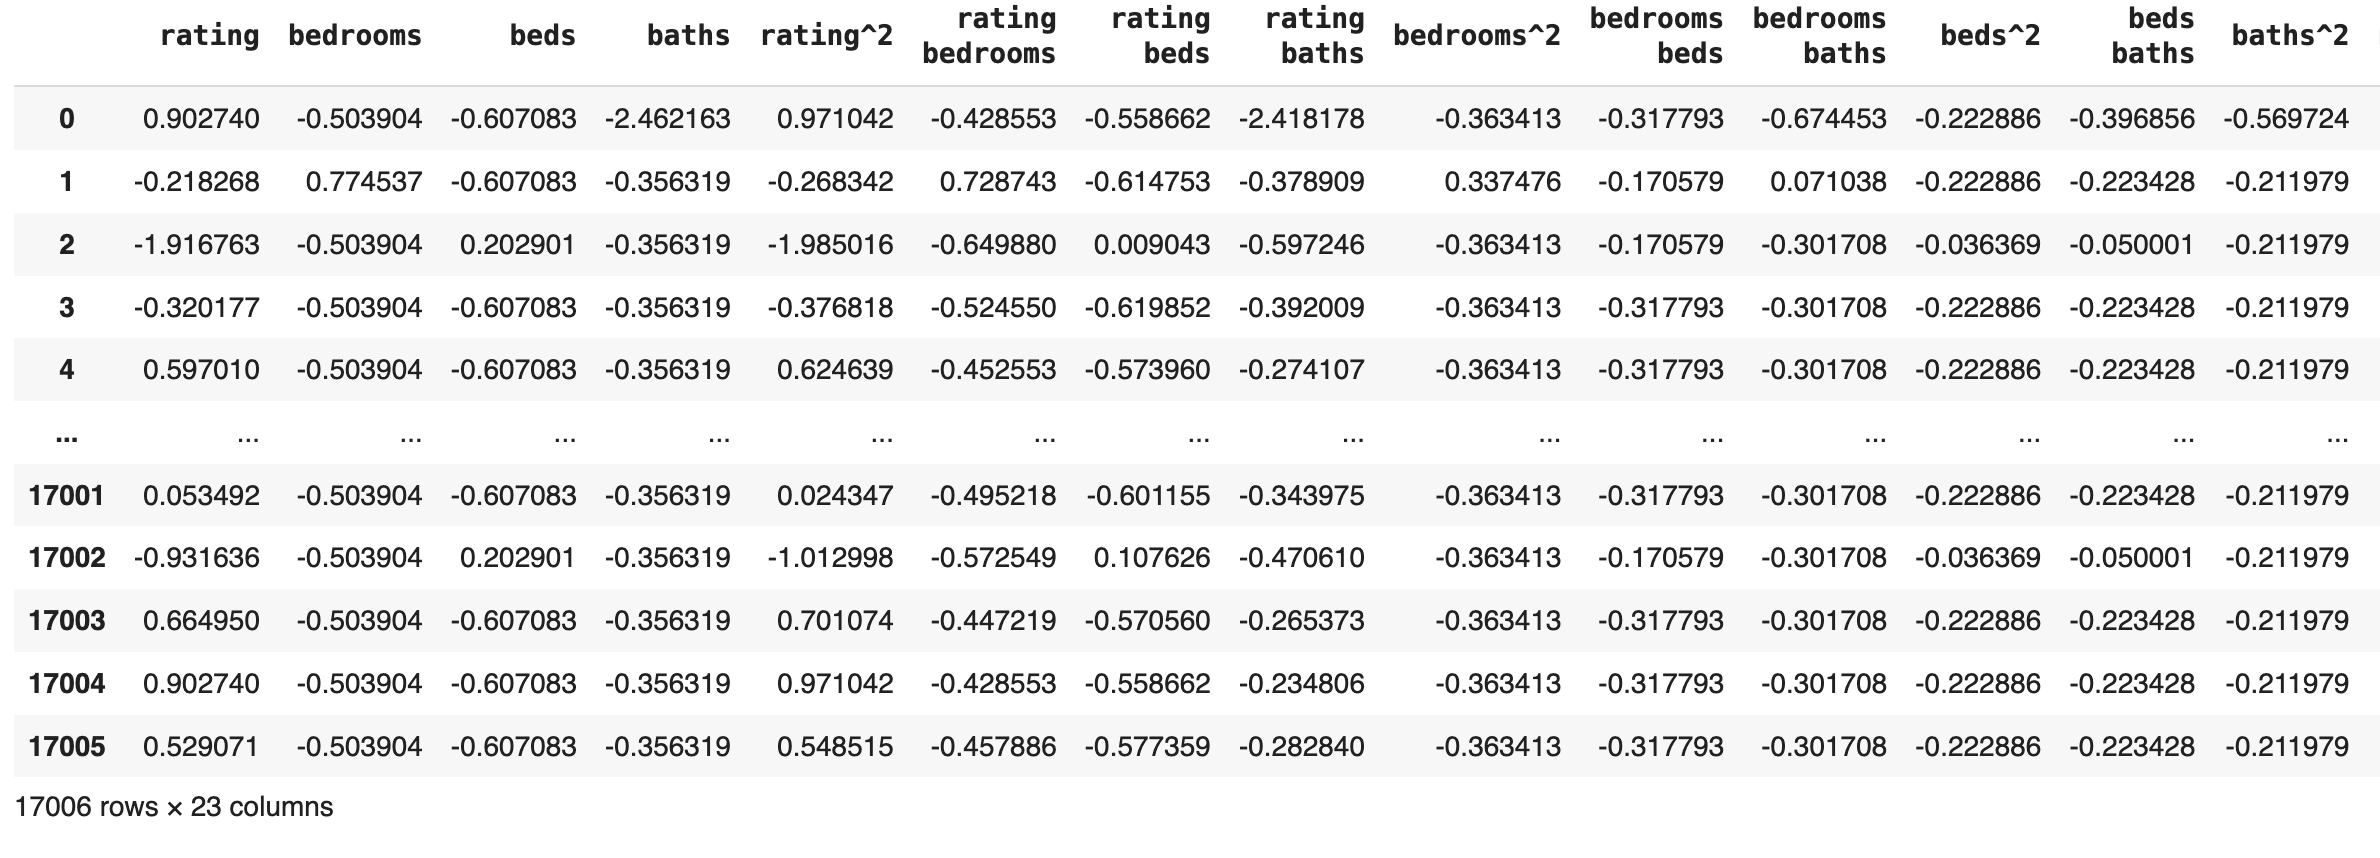 rating bedrooms beds baths rating^2 rating bedrooms rating beds rating baths bedrooms^2 bedrooms beds bedrooms baths beds^2 beds baths baths^2
0 0.902740 -0.503904 -0.607083 -2.462163 0.971042 -0.428553 -0.558662 -2.418178 -0.363413 -0.317793 -0.674453 -0.222886 -0.396856 -0.569724
1 -0.218268 0.774537 -0.607083 -0.356319 -0.268342 0.728743 -0.614753 -0.378909 0.337476 -0.170579 0.071038 -0.222886 -0.223428 -0.211979
2 -1.916763 -0.503904 0.202901 -0.356319 -1.985016 -0.649880 0.009043 -0.597246 -0.363413 -0.170579 -0.301708 -0.036369 -0.050001 -0.211979
3 -0.320177 -0.503904 -0.607083 -0.356319 -0.376818 -0.524550 -0.619852 -0.392009 -0.363413 -0.317793 -0.301708 -0.222886 -0.223428 -0.211979
4 0.597010 -0.503904 -0.607083 -0.356319 0.624639 -0.452553 -0.573960 -0.274107 -0.363413 -0.317793 -0.301708 -0.222886 -0.223428 -0.211979
... ... ... ... ... ... ... ... ... ... ... ... ... ... ...
17001 0.053492 -0.503904 -0.607083 -0.356319 0.024347 -0.495218 -0.601155 -0.343975 -0.363413 -0.317793 -0.301708 -0.222886 -0.223428 -0.211979
17002 -0.931636 -0.503904 0.202901 -0.356319 -1.012998 -0.572549 0.107626 -0.470610 -0.363413 -0.170579 -0.301708 -0.036369 -0.050001 -0.211979
17003 0.664950 -0.503904 -0.607083 -0.356319 0.701074 -0.447219 -0.570560 -0.265373 -0.363413 -0.317793 -0.301708 -0.222886 -0.223428 -0.211979
17004 0.902740 -0.503904 -0.607083 -0.356319 0.971042 -0.428553 -0.558662 -0.234806 -0.363413 -0.317793 -0.301708 -0.222886 -0.223428 -0.211979
17005 0.529071 -0.503904 -0.607083 -0.356319 0.548515 -0.457886 -0.577359 -0.282840 -0.363413 -0.317793 -0.301708 -0.222886 -0.223428 -0.211979
17006 rows × 23 columns